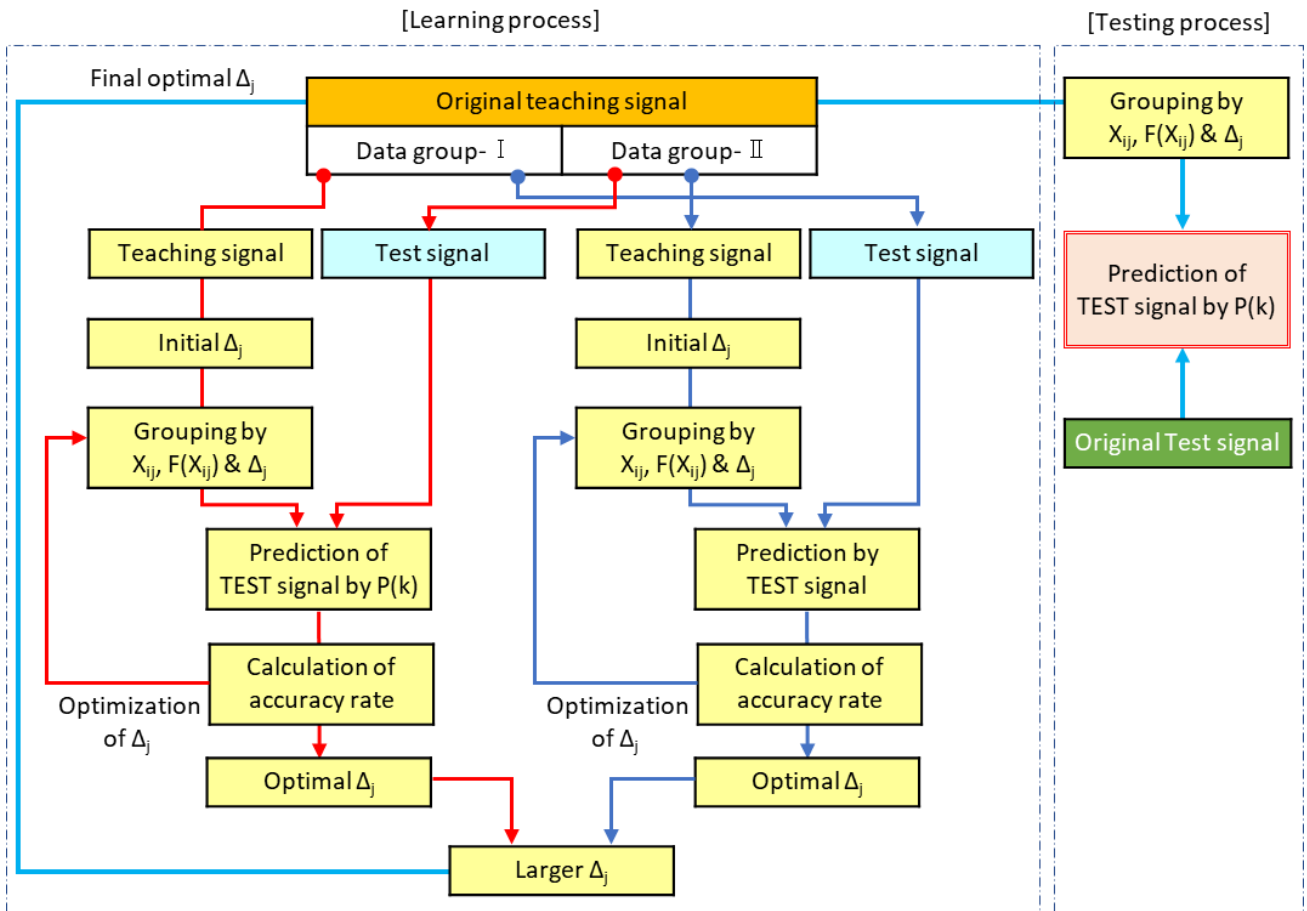 [Learning process]
[Testing process]
Final optimal Δj
Original teaching signal
Data group- Ⅰ
Data group- Ⅱ
Grouping by
Xij, F(Xij) & Δj
Teaching signal
Test signal
Teaching signal
Test signal
Prediction of
TEST signal by P(k)
Initial Δj
Initial Δj
Grouping by
Xij, F(Xij) & Δj
Grouping by
Xij, F(Xij) & Δj
Original Test signal
Prediction of
TEST signal by P(k)
Prediction by
TEST signal
Calculation of
accuracy rate
Calculation of
accuracy rate
Optimization
of Δj
Optimization
of Δj
Optimal Δj
Optimal Δj
Larger Δj